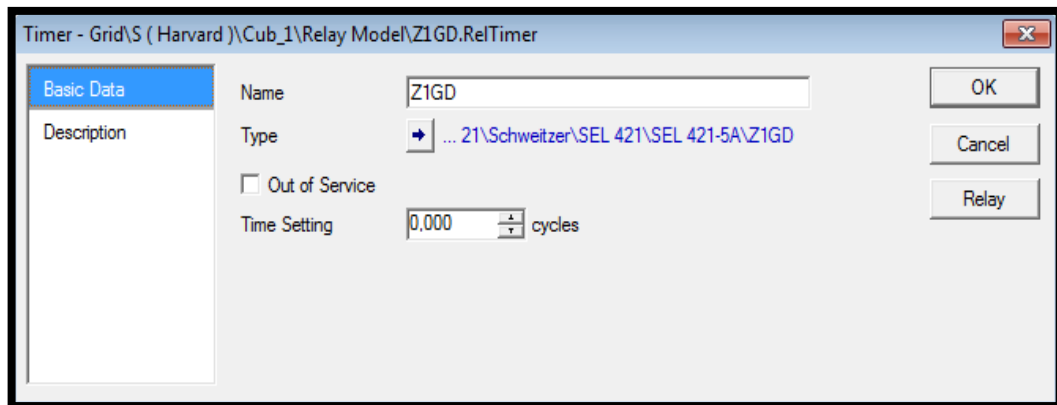 Timer - Grid\S ( Harvard )\Cub_1\Relay Model\Z1GD.RelTimer
Basic Data
Description
Name
Z1GD
Type
... 21\Schweitzer\SEL 421\SEL 421-5A\Z1GD
Out of Service
Time Setting
0,000
cycles
OK
Cancel
Relay